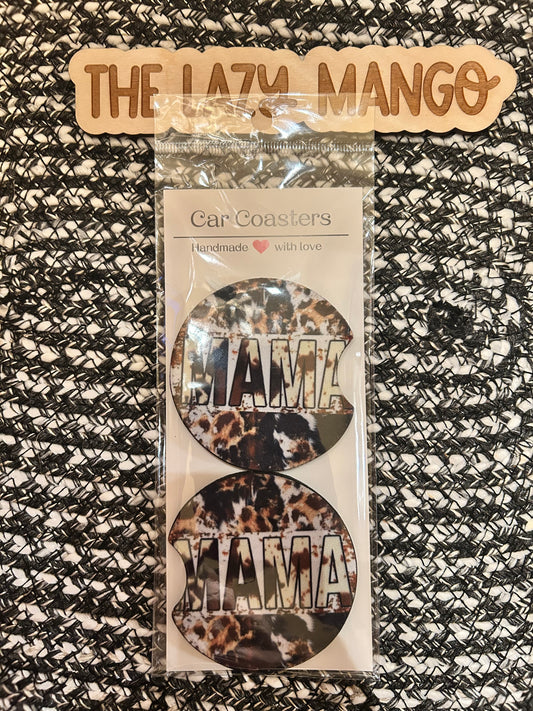 THE LAZY MANGO
Car Coasters
Handmade ❤ with love
MAMA
MAMA